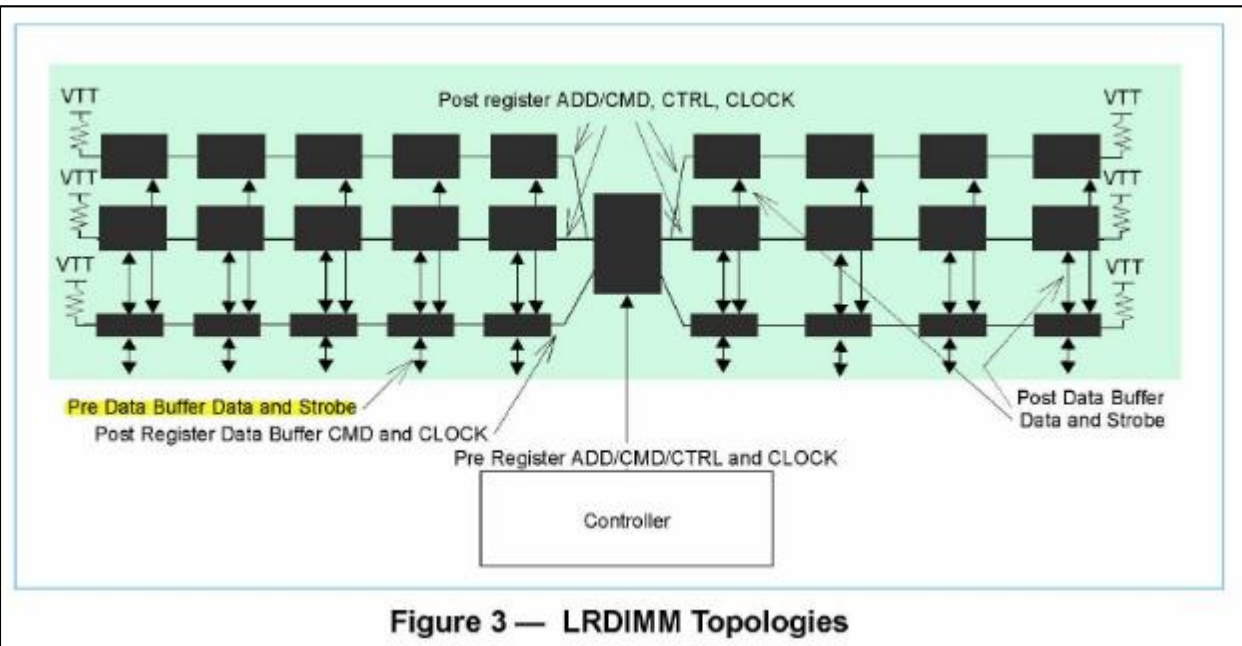 Post register ADD/CMD, CTRL, CLOCK
VTT
VTT
VTT
VTT
VTT
VTT
Pre Data Buffer Data and Strobe
Post Register Data Buffer CMD and CLOCK
Post Data Buffer
Data and Strobe
Pre Register ADD/CMD/CTRL and CLOCK
Controller
Figure 3 — LRDIMM Topologies